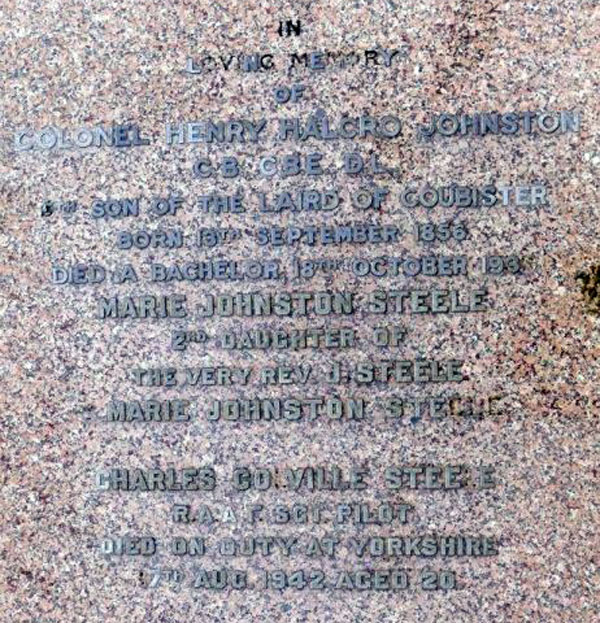 IN
LOVING MEMORY
OF
COLONEL HENRY HALCRO JOHNSTON
C.B. C.B.E. D.L.
SON OF THE LAIRD OF COUBISTER
BORN 13TH SEPTEMBER 1856
DIED A BACHELOR 18TH OCTOBER
MARIE JOHNSTON STEELE
2ND DAUGHTER OF
THE VERY REV. J. STEELE
MARIE JOHNSTON STEELE
CHARLES COLVILLE STEELE
R.A.A.F. SGT. PILOT
DIED ON DUTY AT YORKSHIRE
7TH AUG. 1942. AGED 20